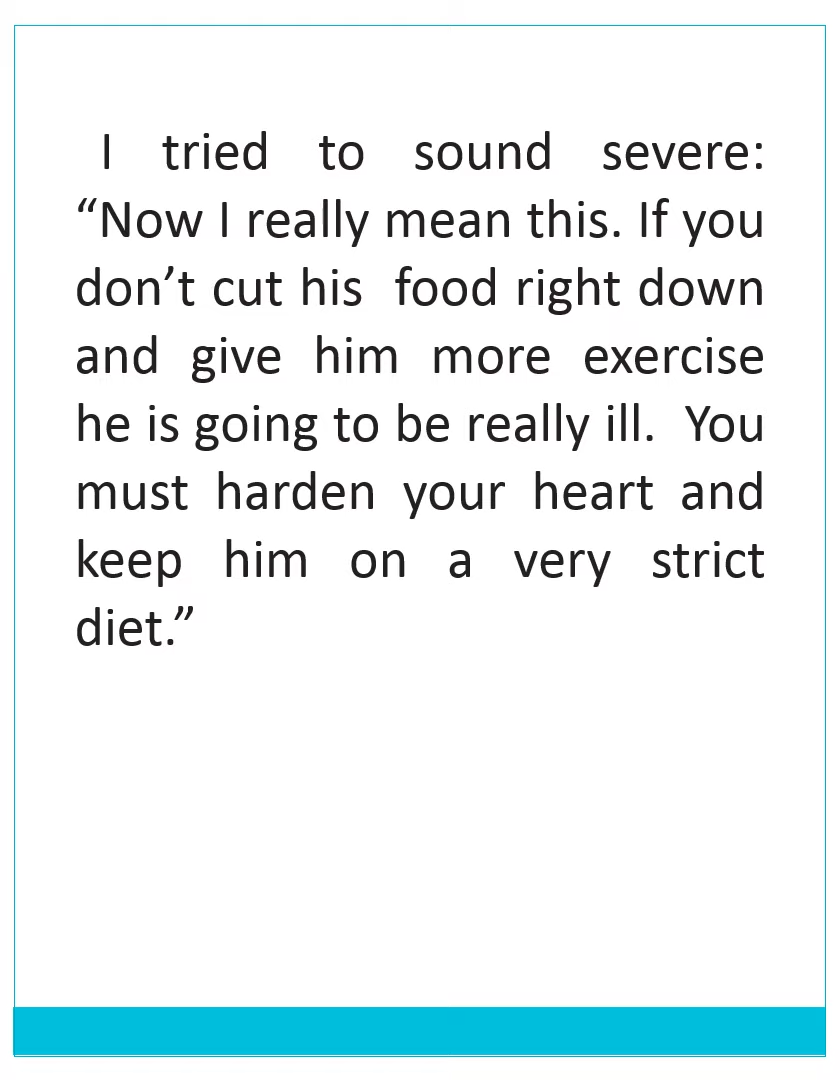 I tried to sound severe:
“Now I really mean this. If you
don’t cut his food right down
and give him more exercise
he is going to be really ill. You
must harden your heart and
keep him on a very strict
diet.”